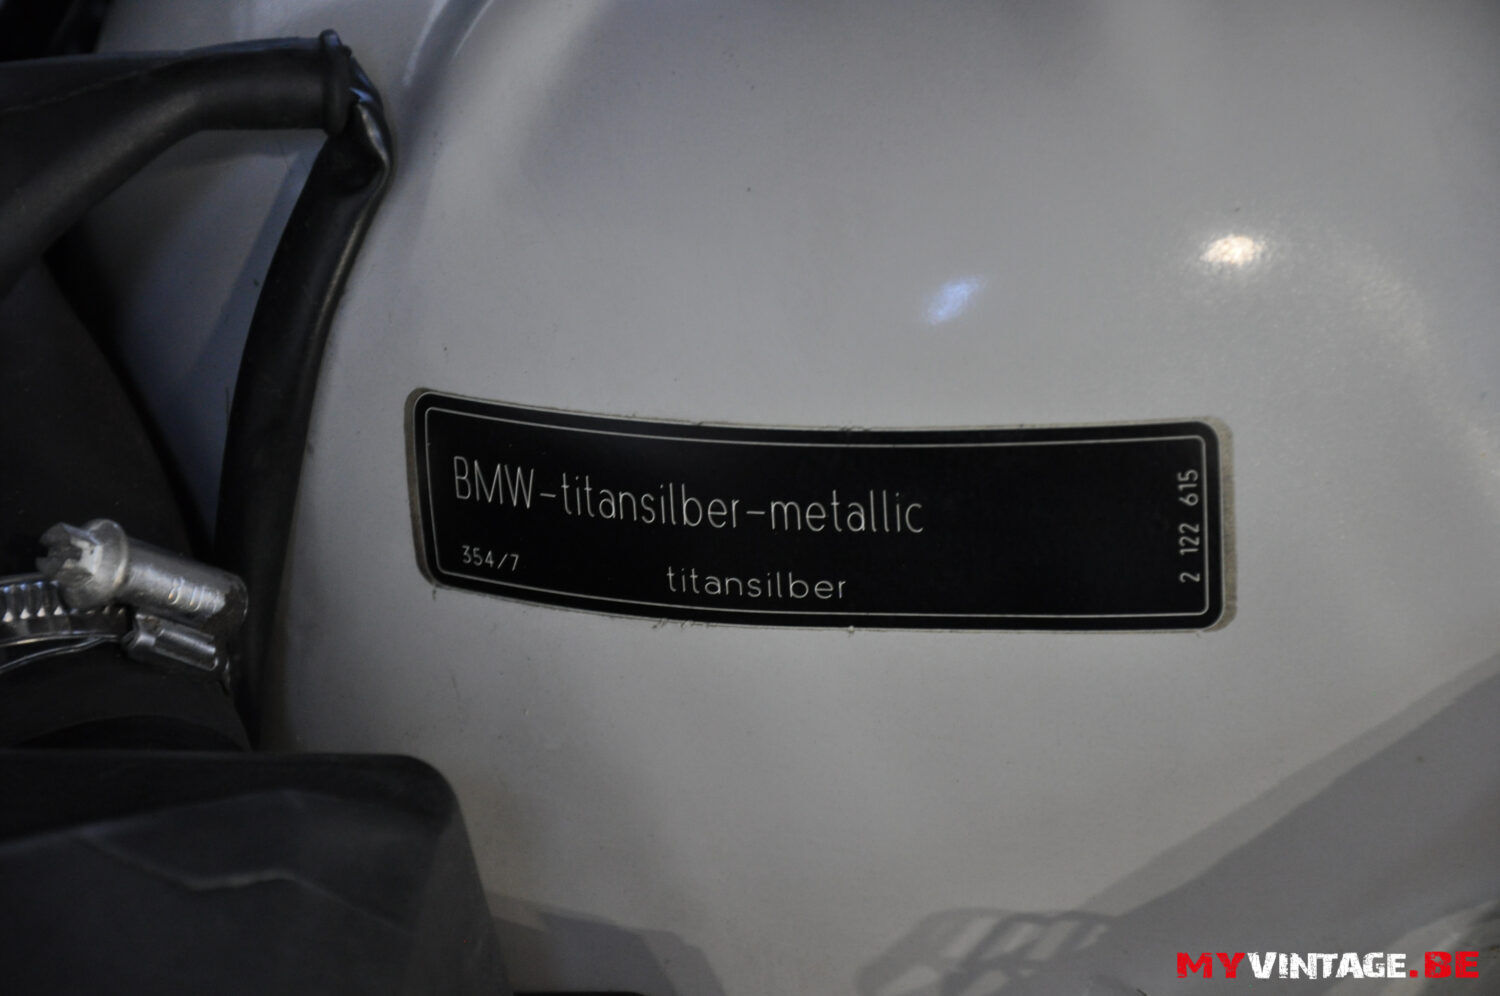 BMW-titansilber-metallic
354/7
titansilber
2 122 615
MYVINTAGE.BE